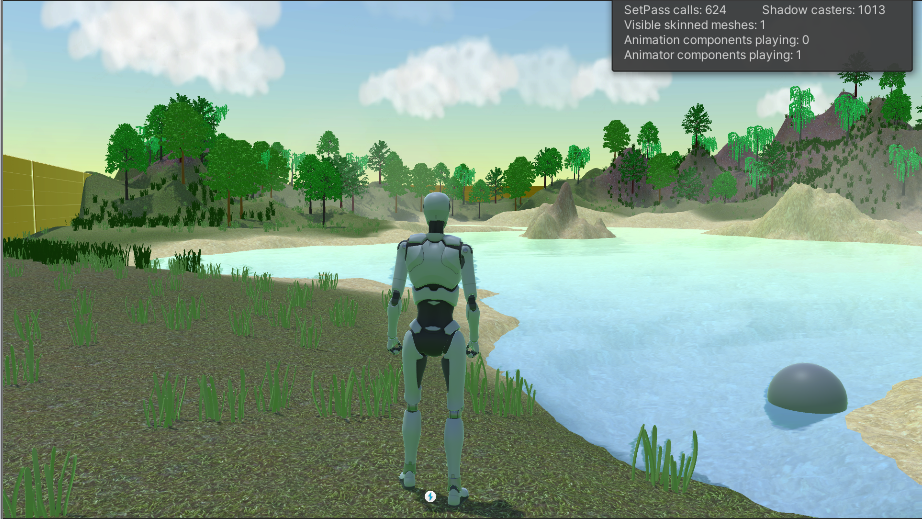 SetPass calls: 624 Shadow casters: 1013
Visible skinned meshes: 1
Animation components playing: 0
Animator components playing: 1